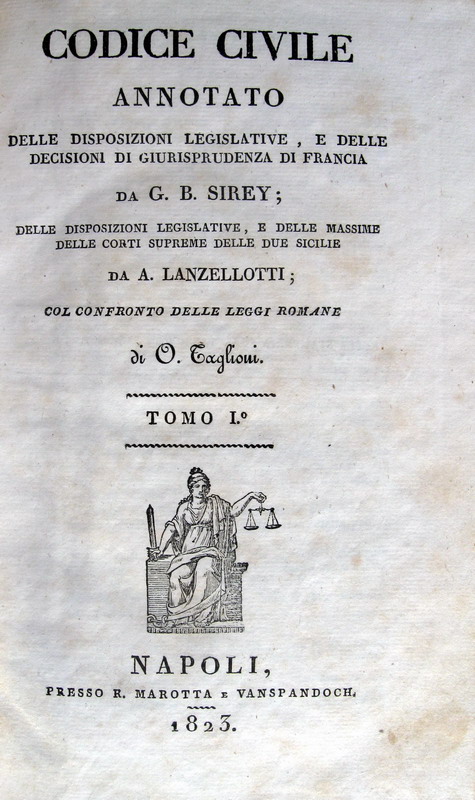 CODICE CIVILE
ANNOTATO
DELLE DISPOSIZIONI LEGISLATIVE , E DELLE
DECISIONI DI GIURISPRUDENZA DI FRANCIA
DA G. B. SIREY ;
DELLE DISPOSIZIONI LEGISLATIVE , E DELLE MASSIME
DELLE CORTI SUPREME DELLE DUE SICILIE
DA A. LANZELLOTTI ;
COL CONFRONTO DELLE LEGGI ROMANE
di O. Taglioni.
TOMO I.º
NAPOLI,
PRESSO R. MAROTTA E VANSPANDOCH.
1823.